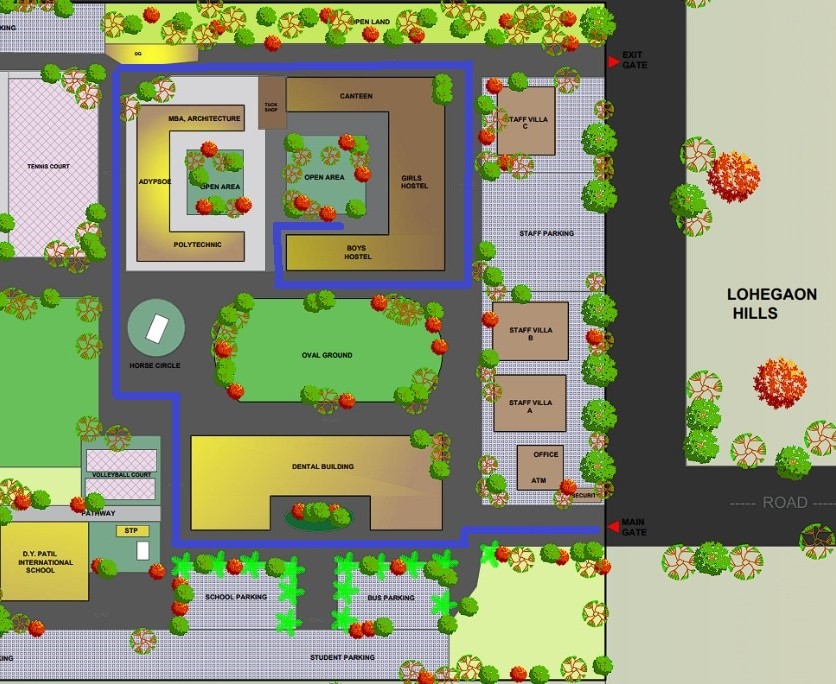 KING
OPEN LAND
DG
EXIT
GATE
TUCK
SHOP
CANTEEN
STAFF VILLA
C
MBA, ARCHITECTURE
TENNIS COURT
ADYPSOE
OPEN AREA
OPEN AREA
GIRLS
HOSTEL
STAFF PARKING
POLYTECHNIC
BOYS
HOSTEL
LOHEGAON
HILLS
STAFF VILLA
B
HORSE CIRCLE
OVAL GROUND
STAFF VILLA
A
OFFICE
ATM
DENTAL BUILDING
VOLLEYBALL COURT
SECURIT
----- ROAD -----
PATHWAY
MAIN
GATE
STP
D.Y. PATIL
INTERNATIONAL
SCHOOL
SCHOOL PARKING
BUS PARKING
KING
STUDENT PARKING